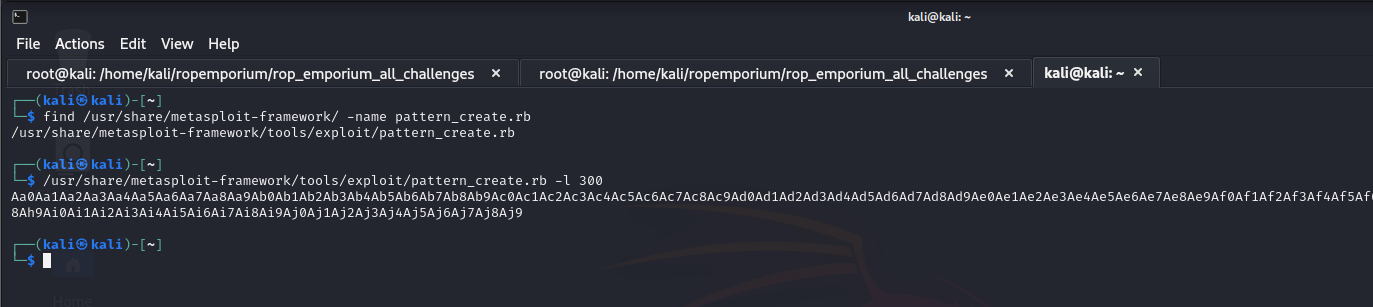 kali@kali: ~
File Actions Edit View Help
root@kali: /home/kali/ropemporium/rop_emporium_all_challenges × root@kali: /home/kali/ropemporium/rop_emporium_all_challenges × kali@kali: ~ ×
┌──(kali㉿kali)-[~]
└─$ find /usr/share/metasploit-framework/ -name pattern_create.rb
/usr/share/metasploit-framework/tools/exploit/pattern_create.rb
┌──(kali㉿kali)-[~]
└─$ /usr/share/metasploit-framework/tools/exploit/pattern_create.rb -l 300
Aa0Aa1Aa2Aa3Aa4Aa5Aa6Aa7Aa8Aa9Ab0Ab1Ab2Ab3Ab4Ab5Ab6Ab7Ab8Ab9Ac0Ac1Ac2Ac3Ac4Ac5Ac6Ac7Ac8Ac9Ad0Ad1Ad2Ad3Ad4Ad5Ad6Ad7Ad8Ad9Ae0Ae1Ae2Ae3Ae4Ae5Ae6Ae7Ae8Ae9Af0Af1Af2Af3Af4Af5Af
8Ah9Ai0Ai1Ai2Ai3Ai4Ai5Ai6Ai7Ai8Ai9Aj0Aj1Aj2Aj3Aj4Aj5Aj6Aj7Aj8Aj9
┌──(kali㉿kali)-[~]
└─$
Home